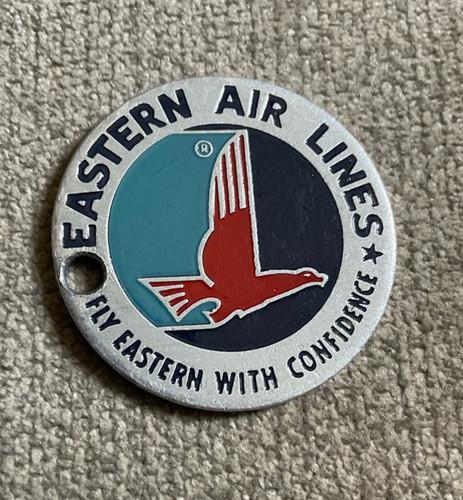 EASTERN AIR LINES
®
FLY EASTERN WITH CONFIDENCE